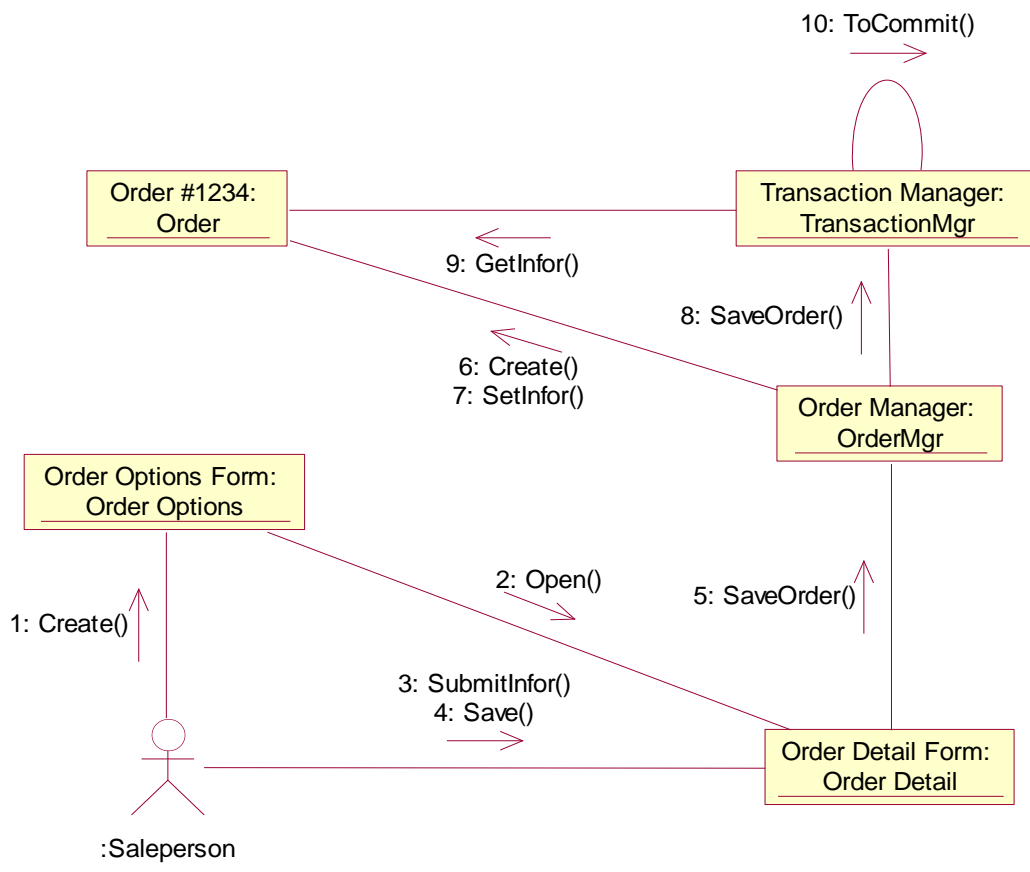 10: ToCommit()
Order #1234:
Order
Transaction Manager:
TransactionMgr
9: GetInfor()
8: SaveOrder()
6: Create()
7: SetInfor()
Order Manager:
OrderMgr
Order Options Form:
Order Options
2: Open()
5: SaveOrder()
1: Create()
3: SubmitInfor()
4: Save()
Order Detail Form:
Order Detail
:Saleperson